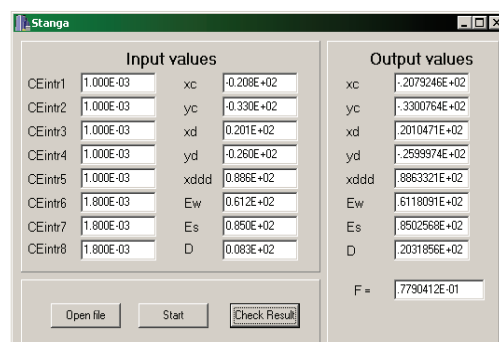 Stanga
Input values
Output values
CEintr1 1.000E-03 xc -0.208E+02 xc -.2079246E+02
CEintr2 1.000E-03 yc -0.330E+02 yc -.3300764E+02
CEintr3 1.000E-03 xd 0.201E+02 xd .2010471E+02
CEintr4 1.000E-03 yd -0.260E+02 yd -.2599974E+02
CEintr5 1.000E-03 xddd 0.886E+02 xddd .8863321E+02
CEintr6 1.800E-03 Ew 0.612E+02 Ew .6118091E+02
CEintr7 1.800E-03 Es 0.850E+02 Es .8502568E+02
CEintr8 1.800E-03 D 0.083E+02 D .2031856E+02
F = .7790412E-01
Open file Start Check Result